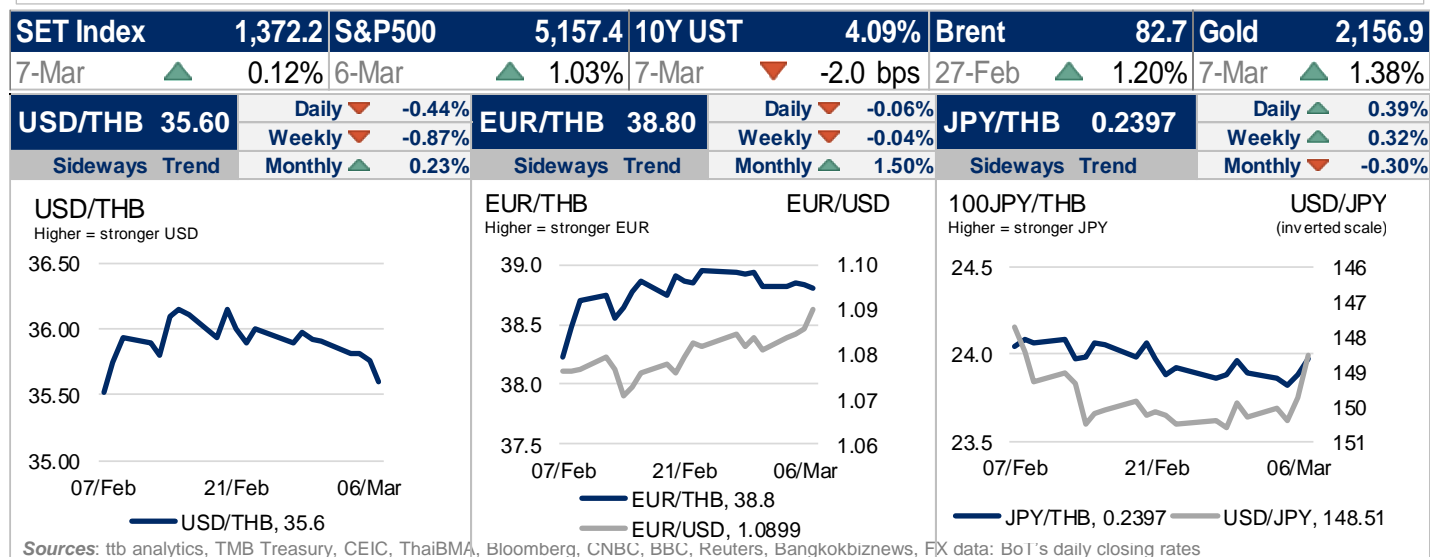 SET Index 1,372.2 S&P500 5,157.4 10Y UST 4.09% Brent 82.7 Gold 2,156.9
7-Mar 0.12% 6-Mar 1.03% 7-Mar -2.0 bps 27-Feb 1.20% 7-Mar 1.38%
USD/THB 35.60
Daily -0.44%
Weekly -0.87%
Sideways Trend Monthly 0.23%
EUR/THB 38.80
Daily -0.06%
Weekly -0.04%
Sideways Trend Monthly 1.50%
JPY/THB 0.2397
Daily 0.39%
Weekly 0.32%
Sideways Trend Monthly -0.30%
USD/THB
Higher = stronger USD
36.50
36.00
35.50
35.00
07/Feb 21/Feb 06/Mar
USD/THB, 35.6
EUR/THB EUR/USD
Higher = stronger EUR
39.0 1.10
1.09
38.5
1.08
38.0
1.07
37.5 1.06
07/Feb 21/Feb 06/Mar
EUR/THB, 38.8
EUR/USD, 1.0899
100JPY/THB USD/JPY
Higher = stronger JPY (inverted scale)
24.5 146
147
148
24.0
149
150
23.5 151
07/Feb 21/Feb 06/Mar
JPY/THB, 0.2397 USD/JPY, 148.51
Sources: ttb analytics, TMB Treasury, CEIC, ThaiBMA, Bloomberg, CNBC, BBC, Reuters, Bangkokbiznews, FX data: BoT's daily closing rates